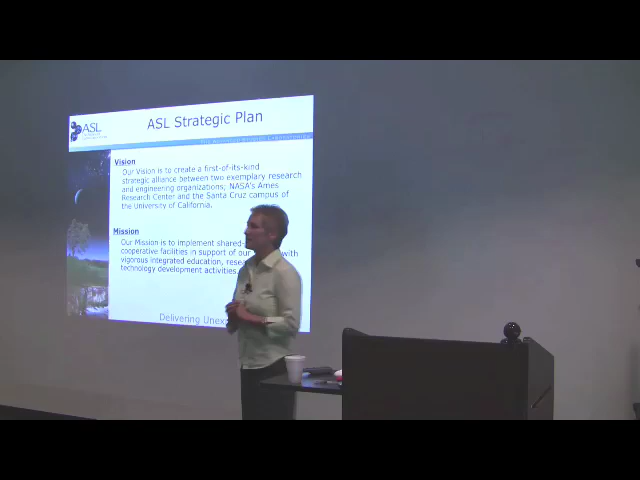 ASL
ASL Strategic Plan
Vision
Our Vision is to create a first-of-its-kind
strategic alliance between two exemplary research
and engineering organizations; NASA's Ames
Research Center and the Santa Cruz campus of
the University of California.
Mission
Our Mission is to implement shared-
cooperative facilities in support of our with
vigorous integrated education,
technology development activities.
Delivering